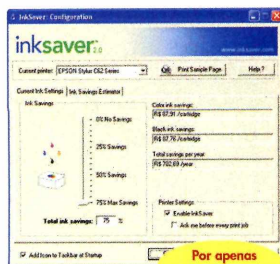 InkSaver: Configuration
inksaver 2.0
www.inksaver.com
Current printer: EPSON Stylus C62 Series
Print Sample Page
Help ?
Current Ink Settings
Ink Savings Estimator
Ink Savings
0% No Savings
25% Savings
50% Savings
75% Max Savings
Total ink savings: 75 %
Color ink savings:
R$ 87,91 /cartridge
Black ink savings:
R$ 87,76 /cartridge
Total savings per year:
R$ 702,69 /year
Printer Settings
Enable InkSaver
Ask me before every print job
Add Icon to Taskbar at Startup
Por apenas